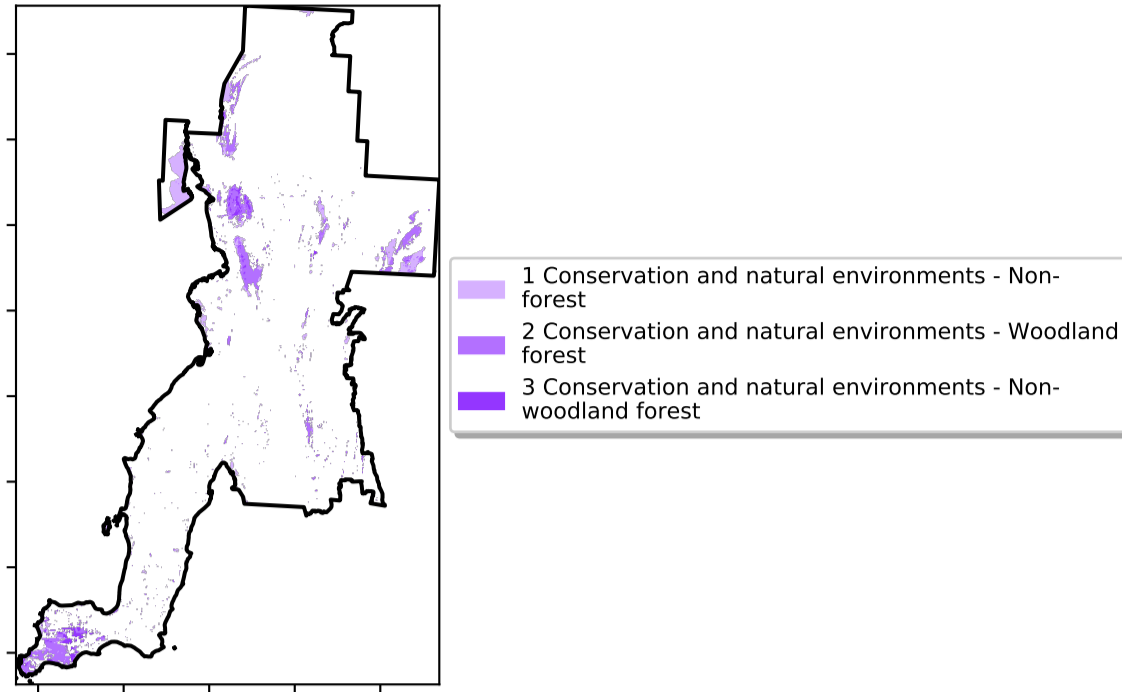 1 Conservation and natural environments - Non-
forest
2 Conservation and natural environments - Woodland
forest
3 Conservation and natural environments - Non-
woodland forest